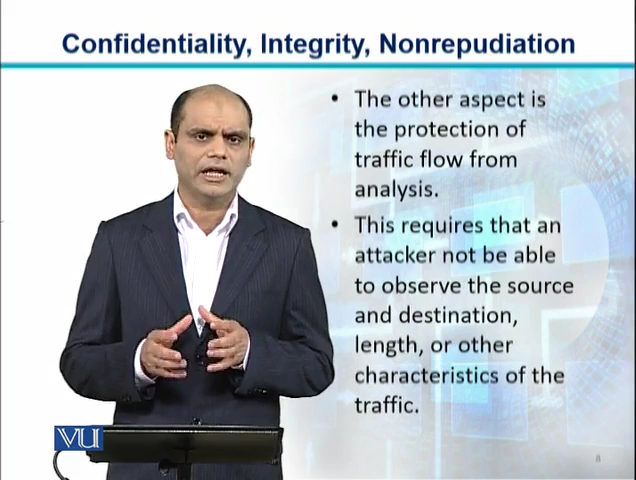 Confidentiality, Integrity, Nonrepudiation
• The other aspect is
the protection of
traffic flow from
analysis.
• This requires that an
attacker not be able
to observe the source
and destination,
length, or other
characteristics of the
traffic.
VU
8